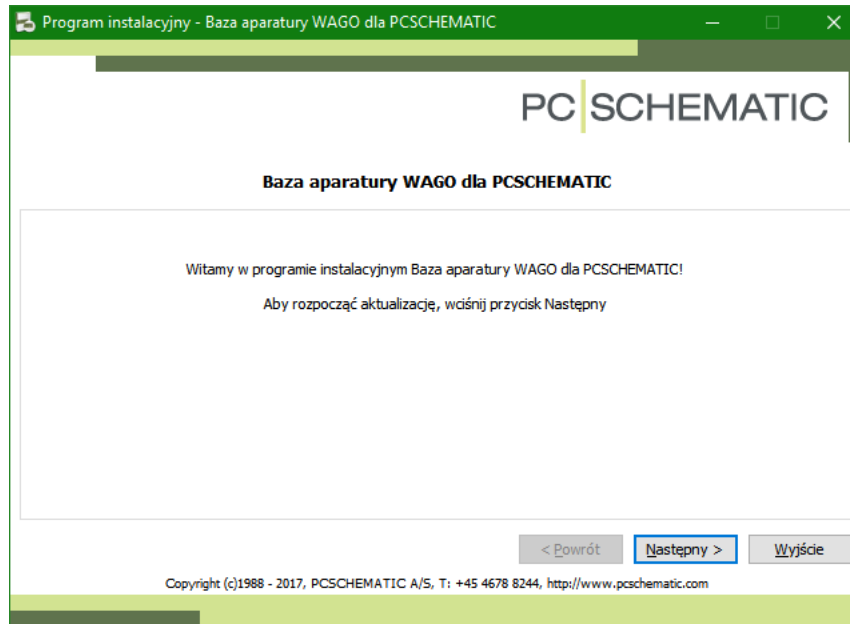 Program instalacyjny - Baza aparatury WAGO dla PCSCHEMATIC
PC SCHEMATIC
Baza aparatury WAGO dla PCSCHEMATIC
Witamy w programie instalacyjnym Baza aparatury WAGO dla PCSCHEMATIC!
Aby rozpocząć aktualizację, wciśnij przycisk Następny
< Powrót Następny > Wyjście
Copyright (c)1988 - 2017, PCSCHEMATIC A/S, T: +45 4678 8244, http://www.pcschematic.com